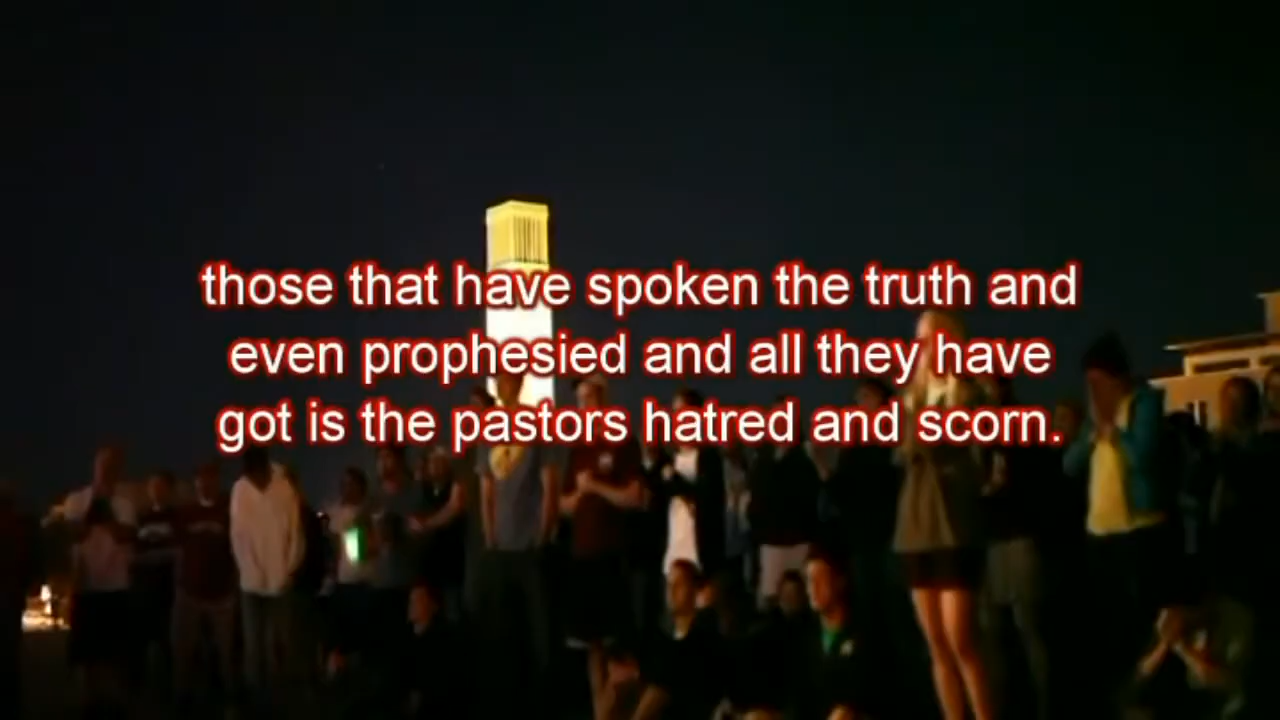 those that have spoken the truth and
even prophesied and all they have
got is the pastors hatred and scorn.